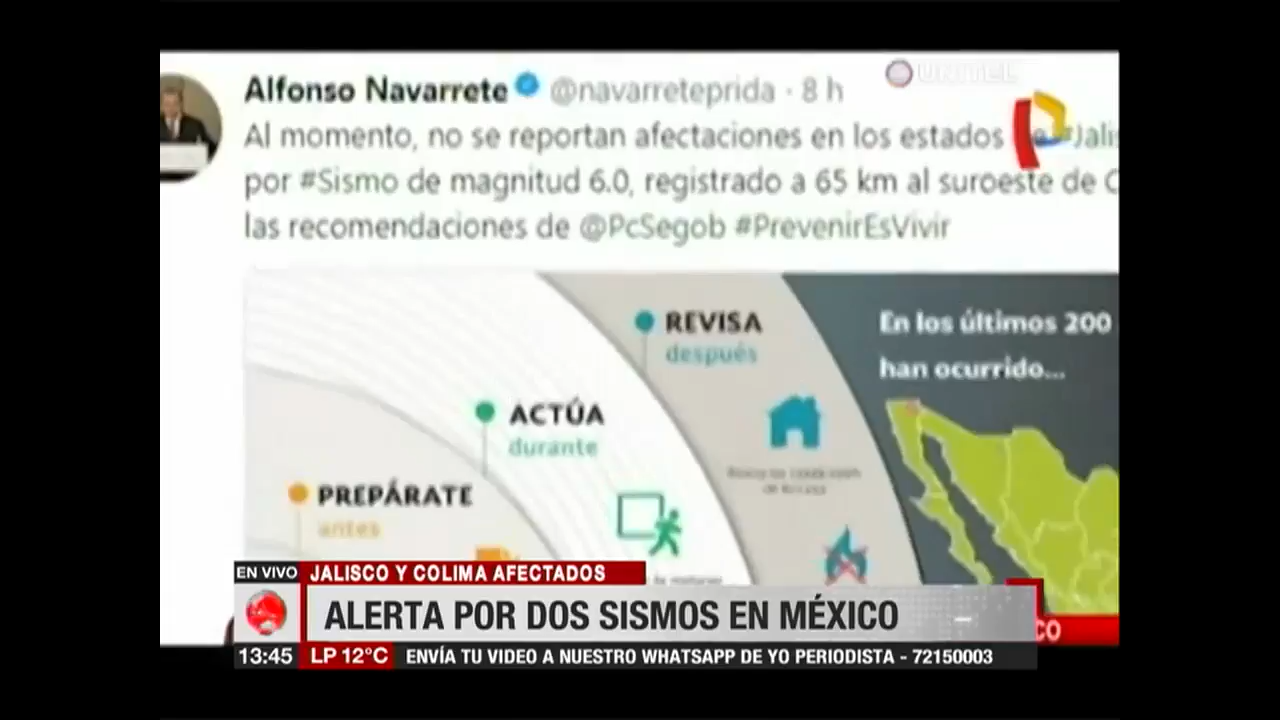 UNITEL
Alfonso Navarrete @navarreteprida · 8 h
Al momento, no se reportan afectaciones en los estados #Jalis
por #Sismo de magnitud 6.0, registrado a 65 km al suroeste de C
las recomendaciones de @PcSegob #PrevenirEsVivir
REVISA
después
En los últimos 200
han ocurrido...
ACTÚA
durante
PREPÁRATE
antes
EN VIVO JALISCO Y COLIMA AFECTADOS
ALERTA POR DOS SISMOS EN MÉXICO
CO
13:45 LP 12°C ENVÍA TU VIDEO A NUESTRO WHATSAPP DE YO PERIODISTA - 72150003